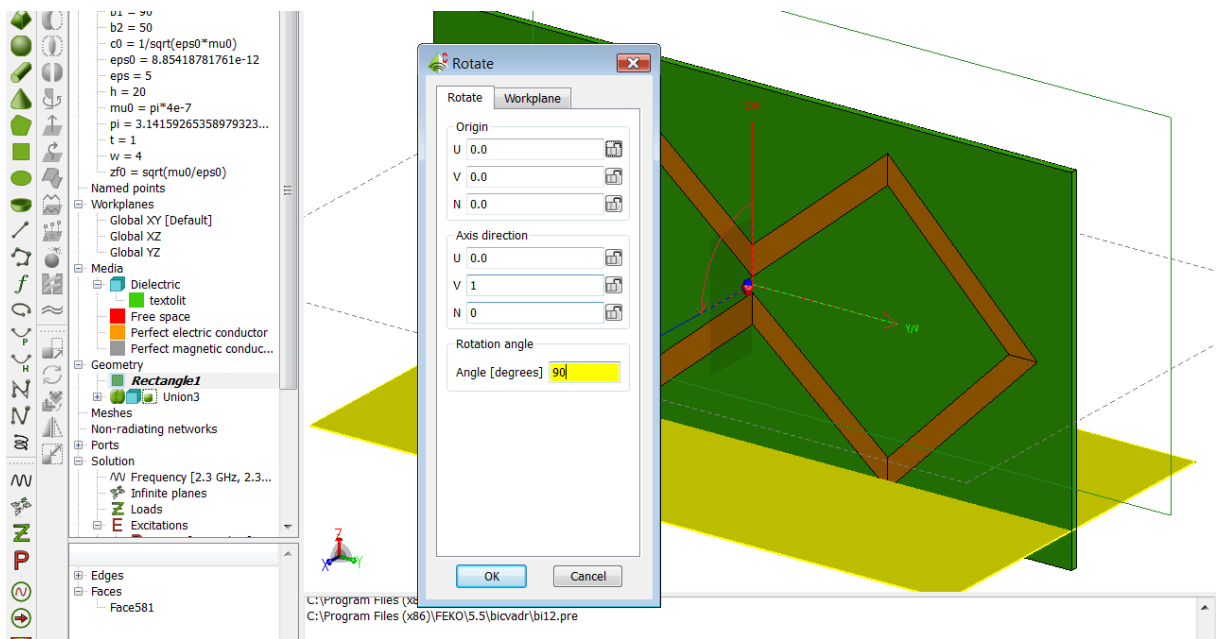 b1 = 90
b2 = 50
c0 = 1/sqrt(eps0*mu0)
eps0 = 8.85418781761e-12
eps = 5
h = 20
mu0 = pi*4e-7
pi = 3.14159265358979323...
t = 1
w = 4
zf0 = sqrt(mu0/eps0)
Named points
Workplanes
Global XY [Default]
Global XZ
Global YZ
Media
Dielectric
textolit
Free space
Perfect electric conductor
Perfect magnetic conduc...
Geometry
Rectangle1
Union3
Meshes
Non-radiating networks
Ports
Solution
Frequency [2.3 GHz, 2.3...
Infinite planes
Loads
Excitations
Edges
Faces
Face581
Rotate
Rotate Workplane
Origin
U 0.0
V 0.0
N 0.0
Axis direction
U 0.0
V 1
N 0
Rotation angle
Angle [degrees] 90
OK Cancel
Y/V
Z
X Y
C:\Program Files (x8
C:\Program Files (x86)\FEKO\5.5\bicvadr\bi12.pre